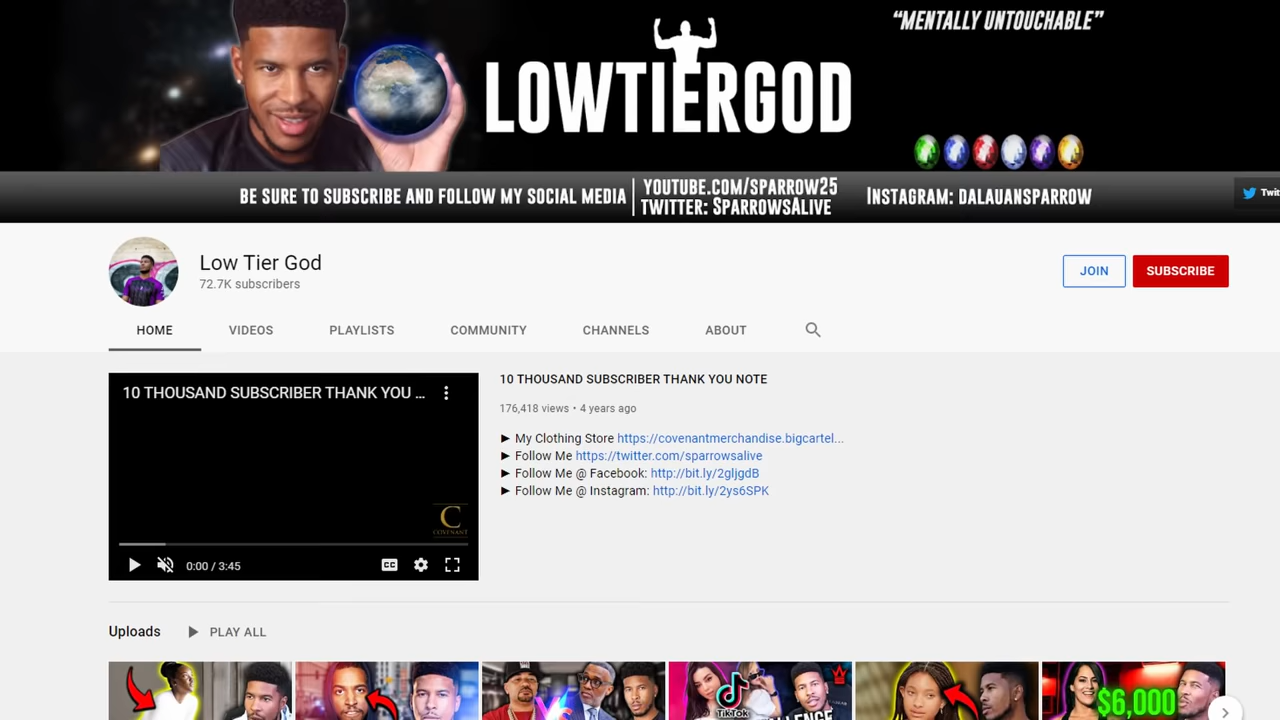 “MENTALLY UNTOUCHABLE”
LOWTIERGOD
BE SURE TO SUBSCRIBE AND FOLLOW MY SOCIAL MEDIA
YOUTUBE.COM/SPARROW25
TWITTER: SPARROWSALIVE
INSTAGRAM: DALAUANSPARROW
Twit
Low Tier God
72.7K subscribers
JOIN
SUBSCRIBE
HOME
VIDEOS
PLAYLISTS
COMMUNITY
CHANNELS
ABOUT
10 THOUSAND SUBSCRIBER THANK YOU ...
C
COVENANT
0:00 / 3:45
CC
10 THOUSAND SUBSCRIBER THANK YOU NOTE
176,418 views • 4 years ago
► My Clothing Store https://covenantmerchandise.bigcartel...
► Follow Me https://twitter.com/sparrowsalive
► Follow Me @ Facebook: http://bit.ly/2gljgdB
► Follow Me @ Instagram: http://bit.ly/2ys6SPK
Uploads
PLAY ALL
TikTok
$6,000